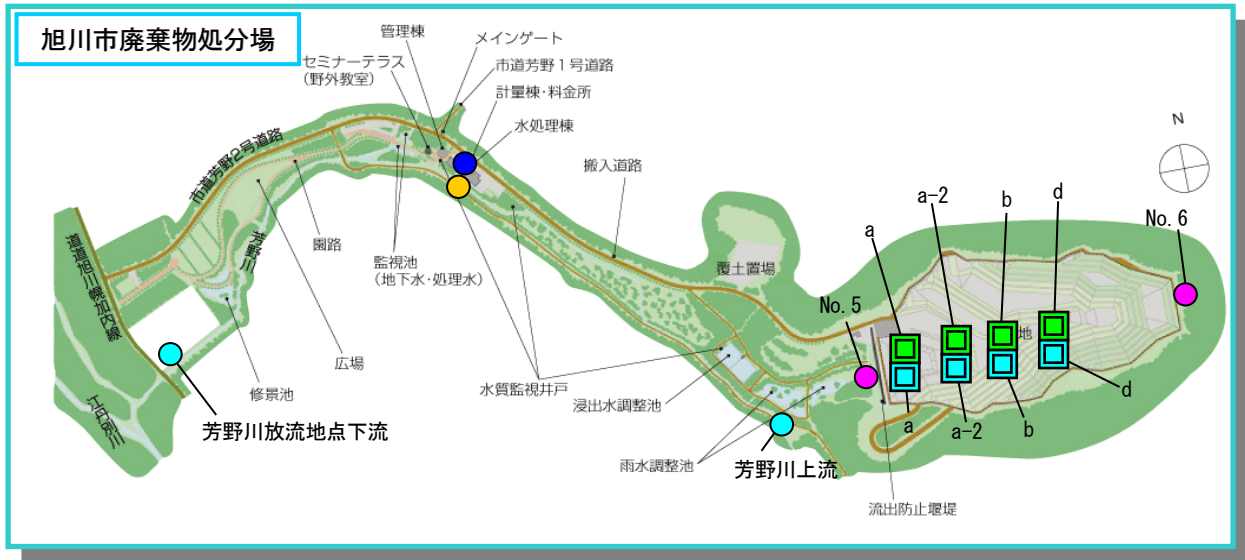 旭川市廃棄物処分場
管理棟
メインゲート
セミナーテラス
(野外教室)
市道芳野1号道路
計量棟・料金所
水処理棟
搬入道路
N
市道芳野2号道路
道道旭川幌加内線
芳野川
園路
監視池
(地下水・処理水)
覆土置場
a
a-2
b
d
No. 6
No. 5
地
広場
修景池
江丹別川
芳野川放流地点下流
水質監視井戸
浸出水調整池
雨水調整池
芳野川上流
a
a-2
b
d
流出防止堰堤